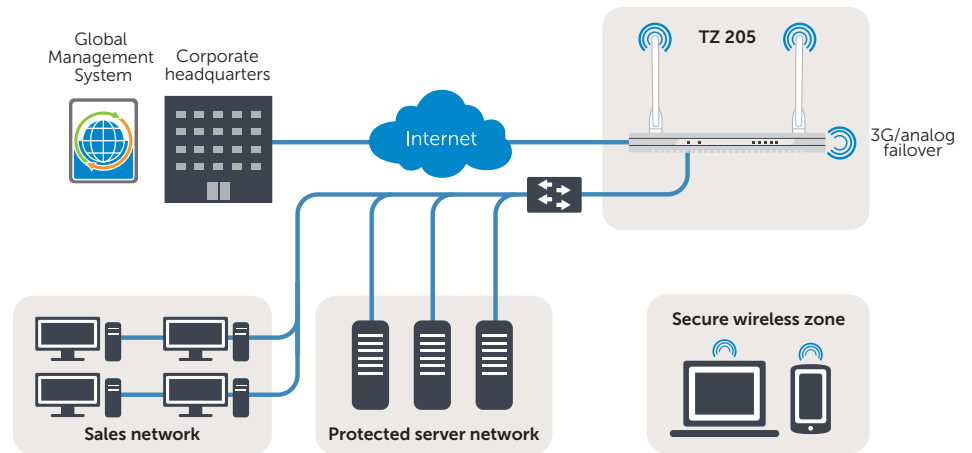 Global
Management
System
Corporate
headquarters
Internet
TZ 205
3G/analog
failover
Sales network
Protected server network
Secure wireless zone